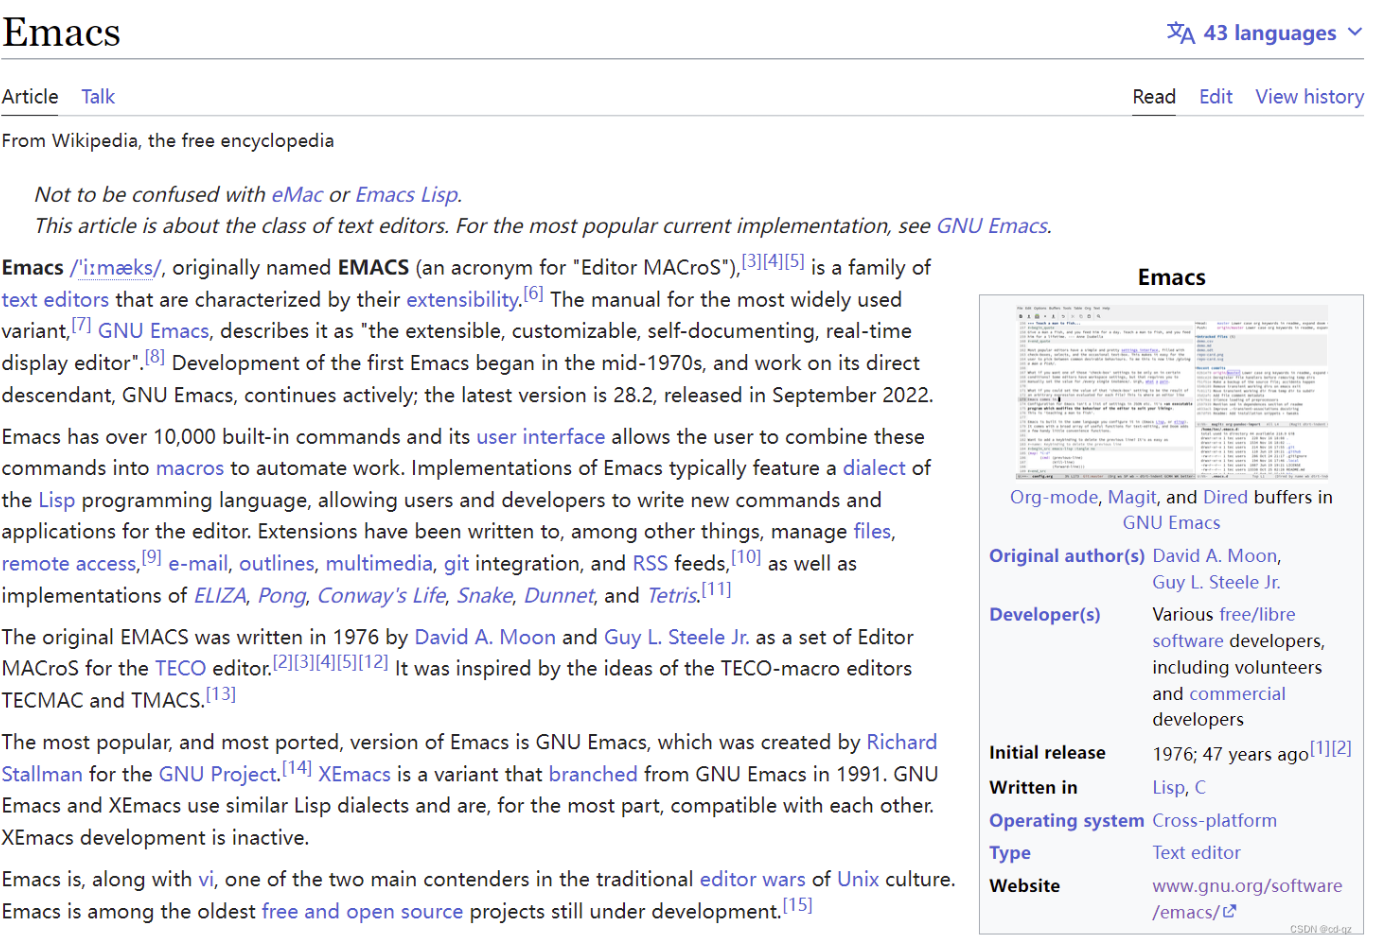 Emacs
文A 43 languages
Article Talk
Read Edit View history
From Wikipedia, the free encyclopedia
Not to be confused with eMac or Emacs Lisp.
This article is about the class of text editors. For the most popular current implementation, see GNU Emacs.
Emacs /ˈiːmæks/, originally named EMACS (an acronym for "Editor MACroS"),[3][4][5] is a family of
text editors that are characterized by their extensibility.[6] The manual for the most widely used
variant,[7] GNU Emacs, describes it as "the extensible, customizable, self-documenting, real-time
display editor".[8] Development of the first Emacs began in the mid-1970s, and work on its direct
descendant, GNU Emacs, continues actively; the latest version is 28.2, released in September 2022.
Emacs has over 10,000 built-in commands and its user interface allows the user to combine these
commands into macros to automate work. Implementations of Emacs typically feature a dialect of
the Lisp programming language, allowing users and developers to write new commands and
applications for the editor. Extensions have been written to, among other things, manage files,
remote access,[9] e-mail, outlines, multimedia, git integration, and RSS feeds,[10] as well as
implementations of ELIZA, Pong, Conway's Life, Snake, Dunnet, and Tetris.[11]
The original EMACS was written in 1976 by David A. Moon and Guy L. Steele Jr. as a set of Editor
MACroS for the TECO editor.[2][3][4][5][12] It was inspired by the ideas of the TECO-macro editors
TECMAC and TMACS.[13]
The most popular, and most ported, version of Emacs is GNU Emacs, which was created by Richard
Stallman for the GNU Project.[14] XEmacs is a variant that branched from GNU Emacs in 1991. GNU
Emacs and XEmacs use similar Lisp dialects and are, for the most part, compatible with each other.
XEmacs development is inactive.
Emacs is, along with vi, one of the two main contenders in the traditional editor wars of Unix culture.
Emacs is among the oldest free and open source projects still under development.[15]
Emacs
Org-mode, Magit, and Dired buffers in
GNU Emacs
Original author(s) David A. Moon,
Guy L. Steele Jr.
Developer(s) Various free/libre
software developers,
including volunteers
and commercial
developers
Initial release 1976; 47 years ago[1][2]
Written in Lisp, C
Operating system Cross-platform
Type Text editor
Website www.gnu.org/software
/emacs/
CSDN @cd-qz